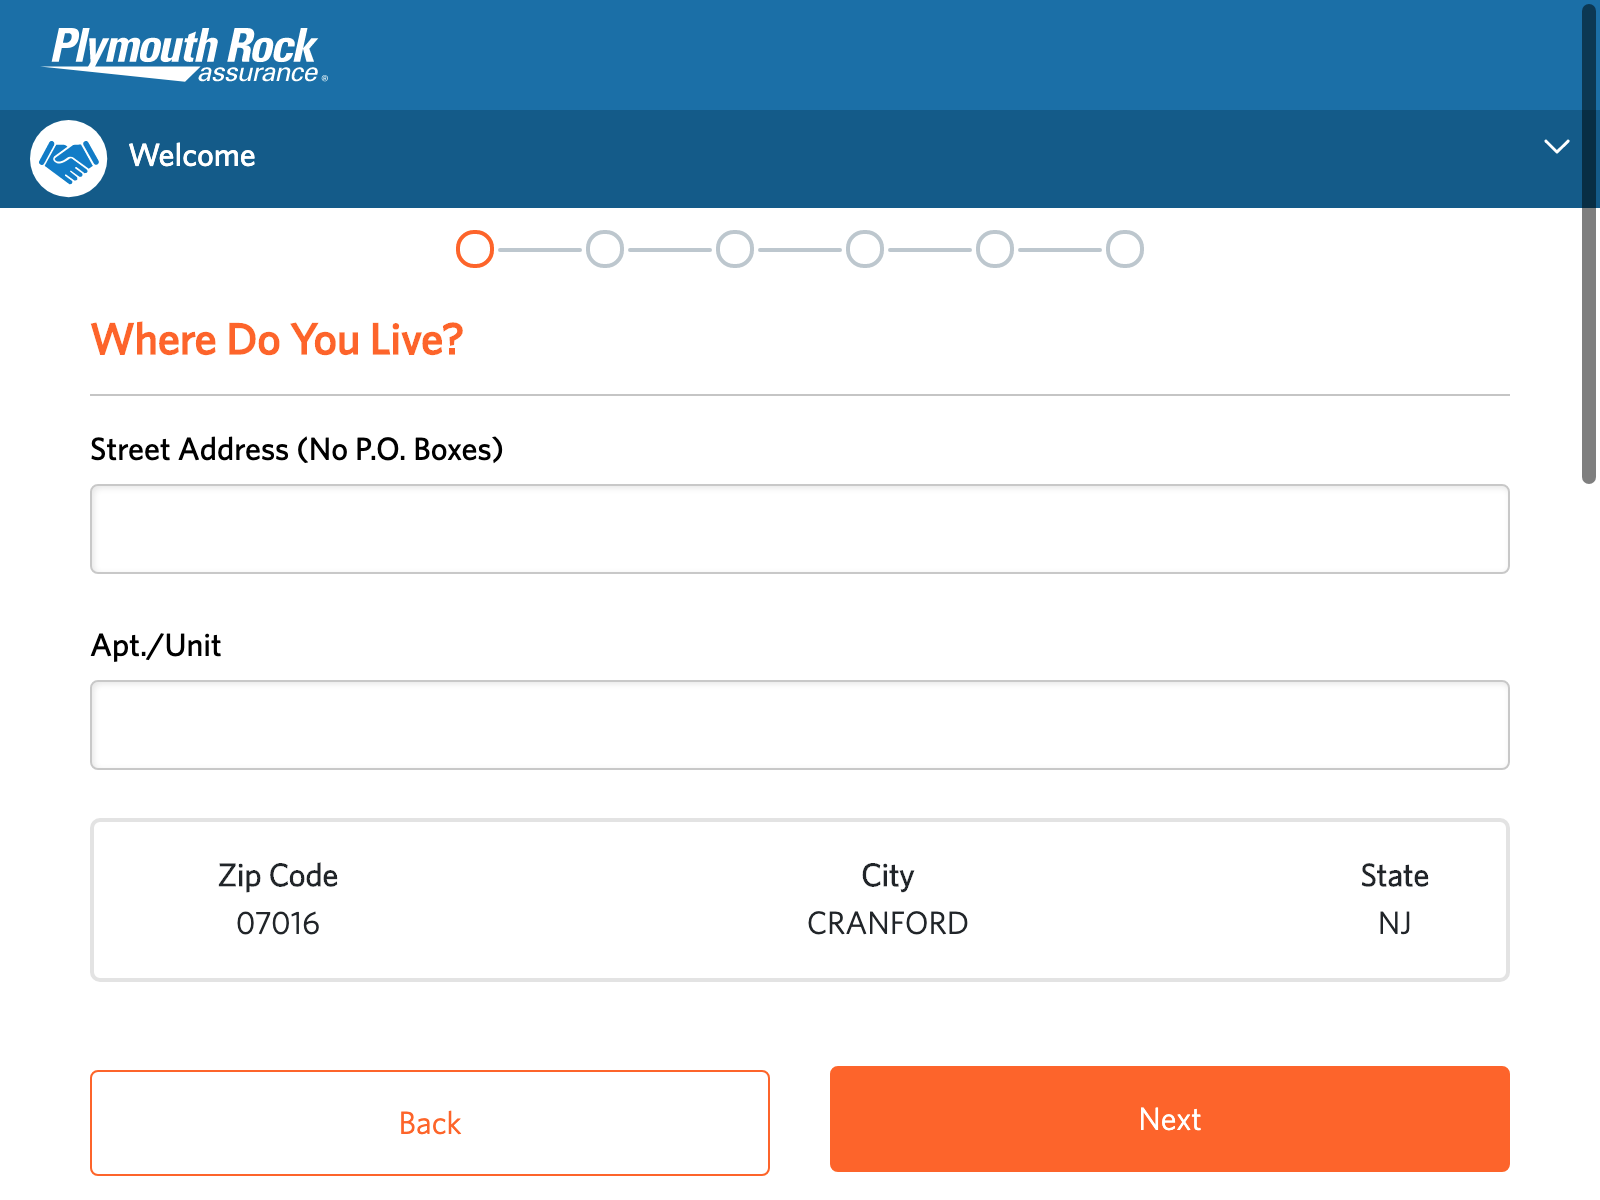 Plymouth Rock
assurance®
Welcome
Where Do You Live?
Street Address (No P.O. Boxes)
Apt./Unit
Zip Code City State
07016 CRANFORD NJ
Back Next